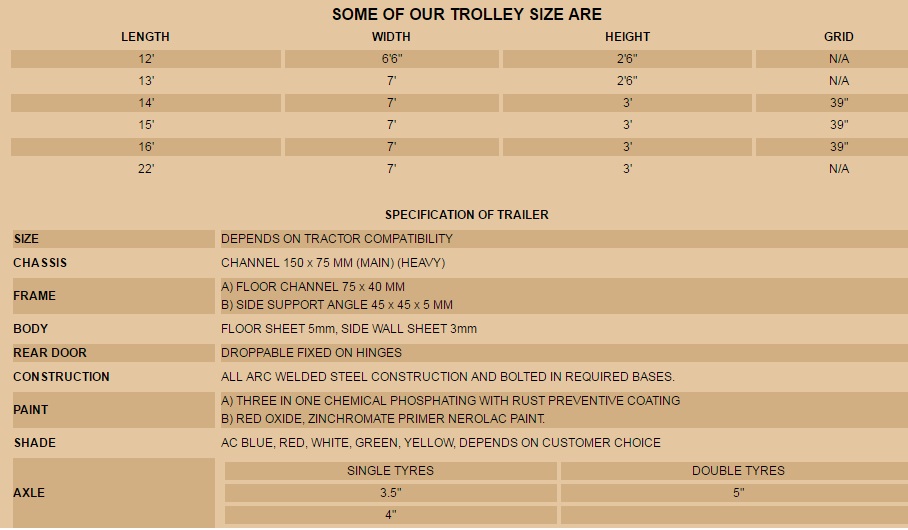 SOME OF OUR TROLLEY SIZE ARE
LENGTH WIDTH HEIGHT GRID
12' 6'6" 2'6" N/A
13' 7' 2'6" N/A
14' 7' 3' 39"
15' 7' 3' 39"
16' 7' 3' 39"
22' 7' 3' N/A
SPECIFICATION OF TRAILER
SIZE DEPENDS ON TRACTOR COMPATIBILITY
CHASSIS CHANNEL 150 x 75 MM (MAIN) (HEAVY)
FRAME A) FLOOR CHANNEL 75 x 40 MM
B) SIDE SUPPORT ANGLE 45 x 45 x 5 MM
BODY FLOOR SHEET 5mm, SIDE WALL SHEET 3mm
REAR DOOR DROPPABLE FIXED ON HINGES
CONSTRUCTION ALL ARC WELDED STEEL CONSTRUCTION AND BOLTED IN REQUIRED BASES.
PAINT A) THREE IN ONE CHEMICAL PHOSPHATING WITH RUST PREVENTIVE COATING
B) RED OXIDE, ZINCHROMATE PRIMER NEROLAC PAINT.
SHADE AC BLUE, RED, WHITE, GREEN, YELLOW, DEPENDS ON CUSTOMER CHOICE
SINGLE TYRES DOUBLE TYRES
AXLE 3.5" 5"
4"